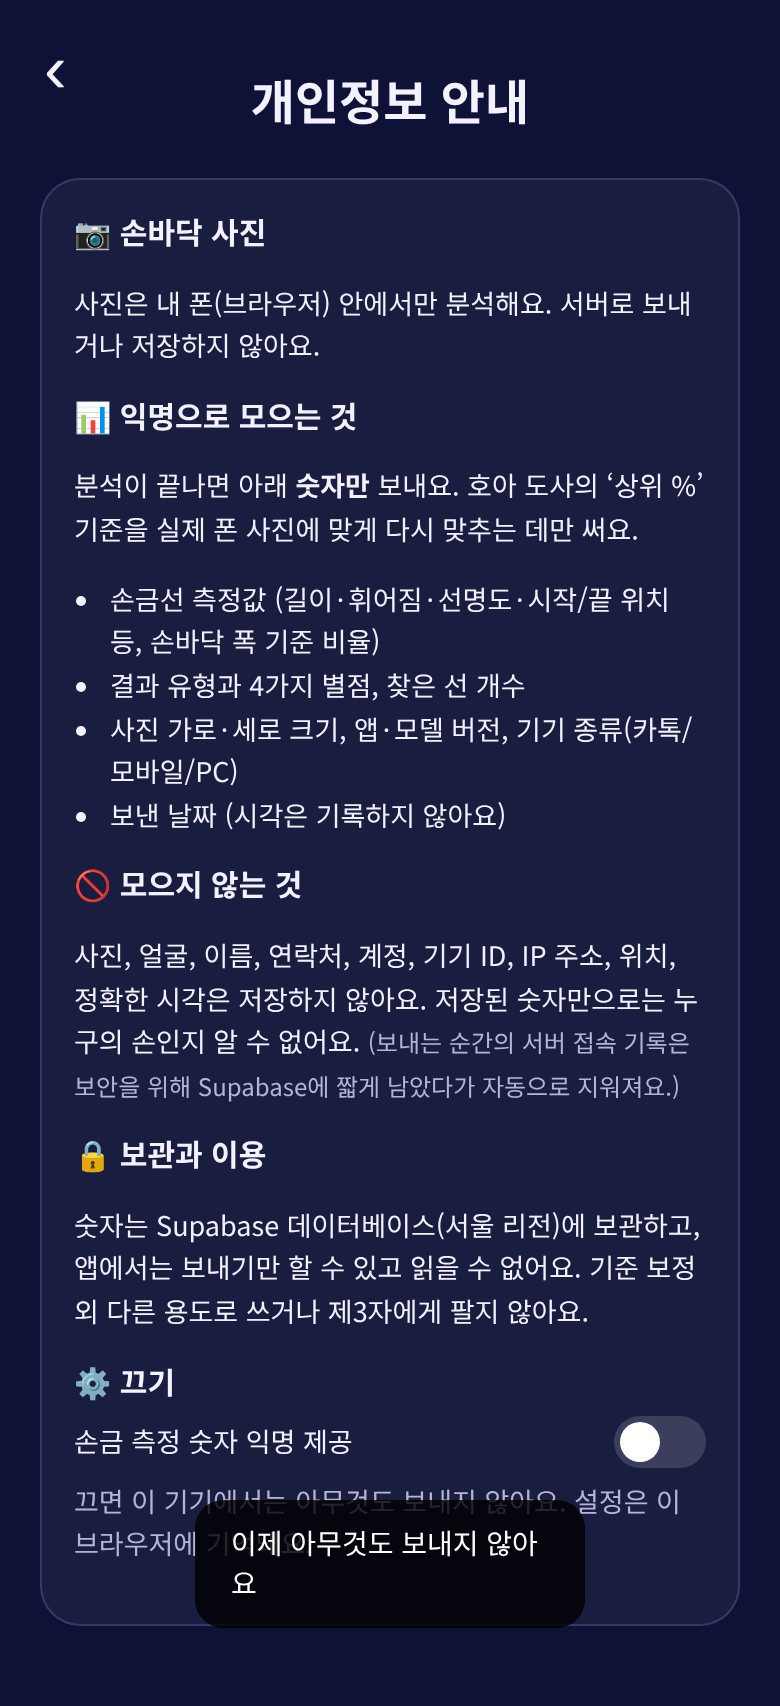 개인정보 안내
손바닥 사진
사진은 내 폰(브라우저) 안에서만 분석해요. 서버로 보내
거나 저장하지 않아요.
익명으로 모으는 것
분석이 끝나면 아래 숫자만 보내요. 호아 도사의 ‘상위 %’
기준을 실제 폰 사진에 맞게 다시 맞추는 데만 써요.
• 손금선 측정값 (길이·휘어짐·선명도·시작/끝 위치
등, 손바닥 폭 기준 비율)
• 결과 유형과 4가지 별점, 찾은 선 개수
• 사진 가로·세로 크기, 앱·모델 버전, 기기 종류(카톡/
모바일/PC)
• 보낸 날짜 (시각은 기록하지 않아요)
모으지 않는 것
사진, 얼굴, 이름, 연락처, 계정, 기기 ID, IP 주소, 위치,
정확한 시각은 저장하지 않아요. 저장된 숫자만으로는 누
구의 손인지 알 수 없어요. (보내는 순간의 서버 접속 기록은
보안을 위해 Supabase에 짧게 남았다가 자동으로 지워져요.)
보관과 이용
숫자는 Supabase 데이터베이스(서울 리전)에 보관하고,
앱에서는 보내기만 할 수 있고 읽을 수 없어요. 기준 보정
외 다른 용도로 쓰거나 제3자에게 팔지 않아요.
끄기
손금 측정 숫자 익명 제공
끄면 이 기기에서는 아무것도 보내지 않아요. 설정은 이
브라우저에
이제 아무것도 보내지 않아
요